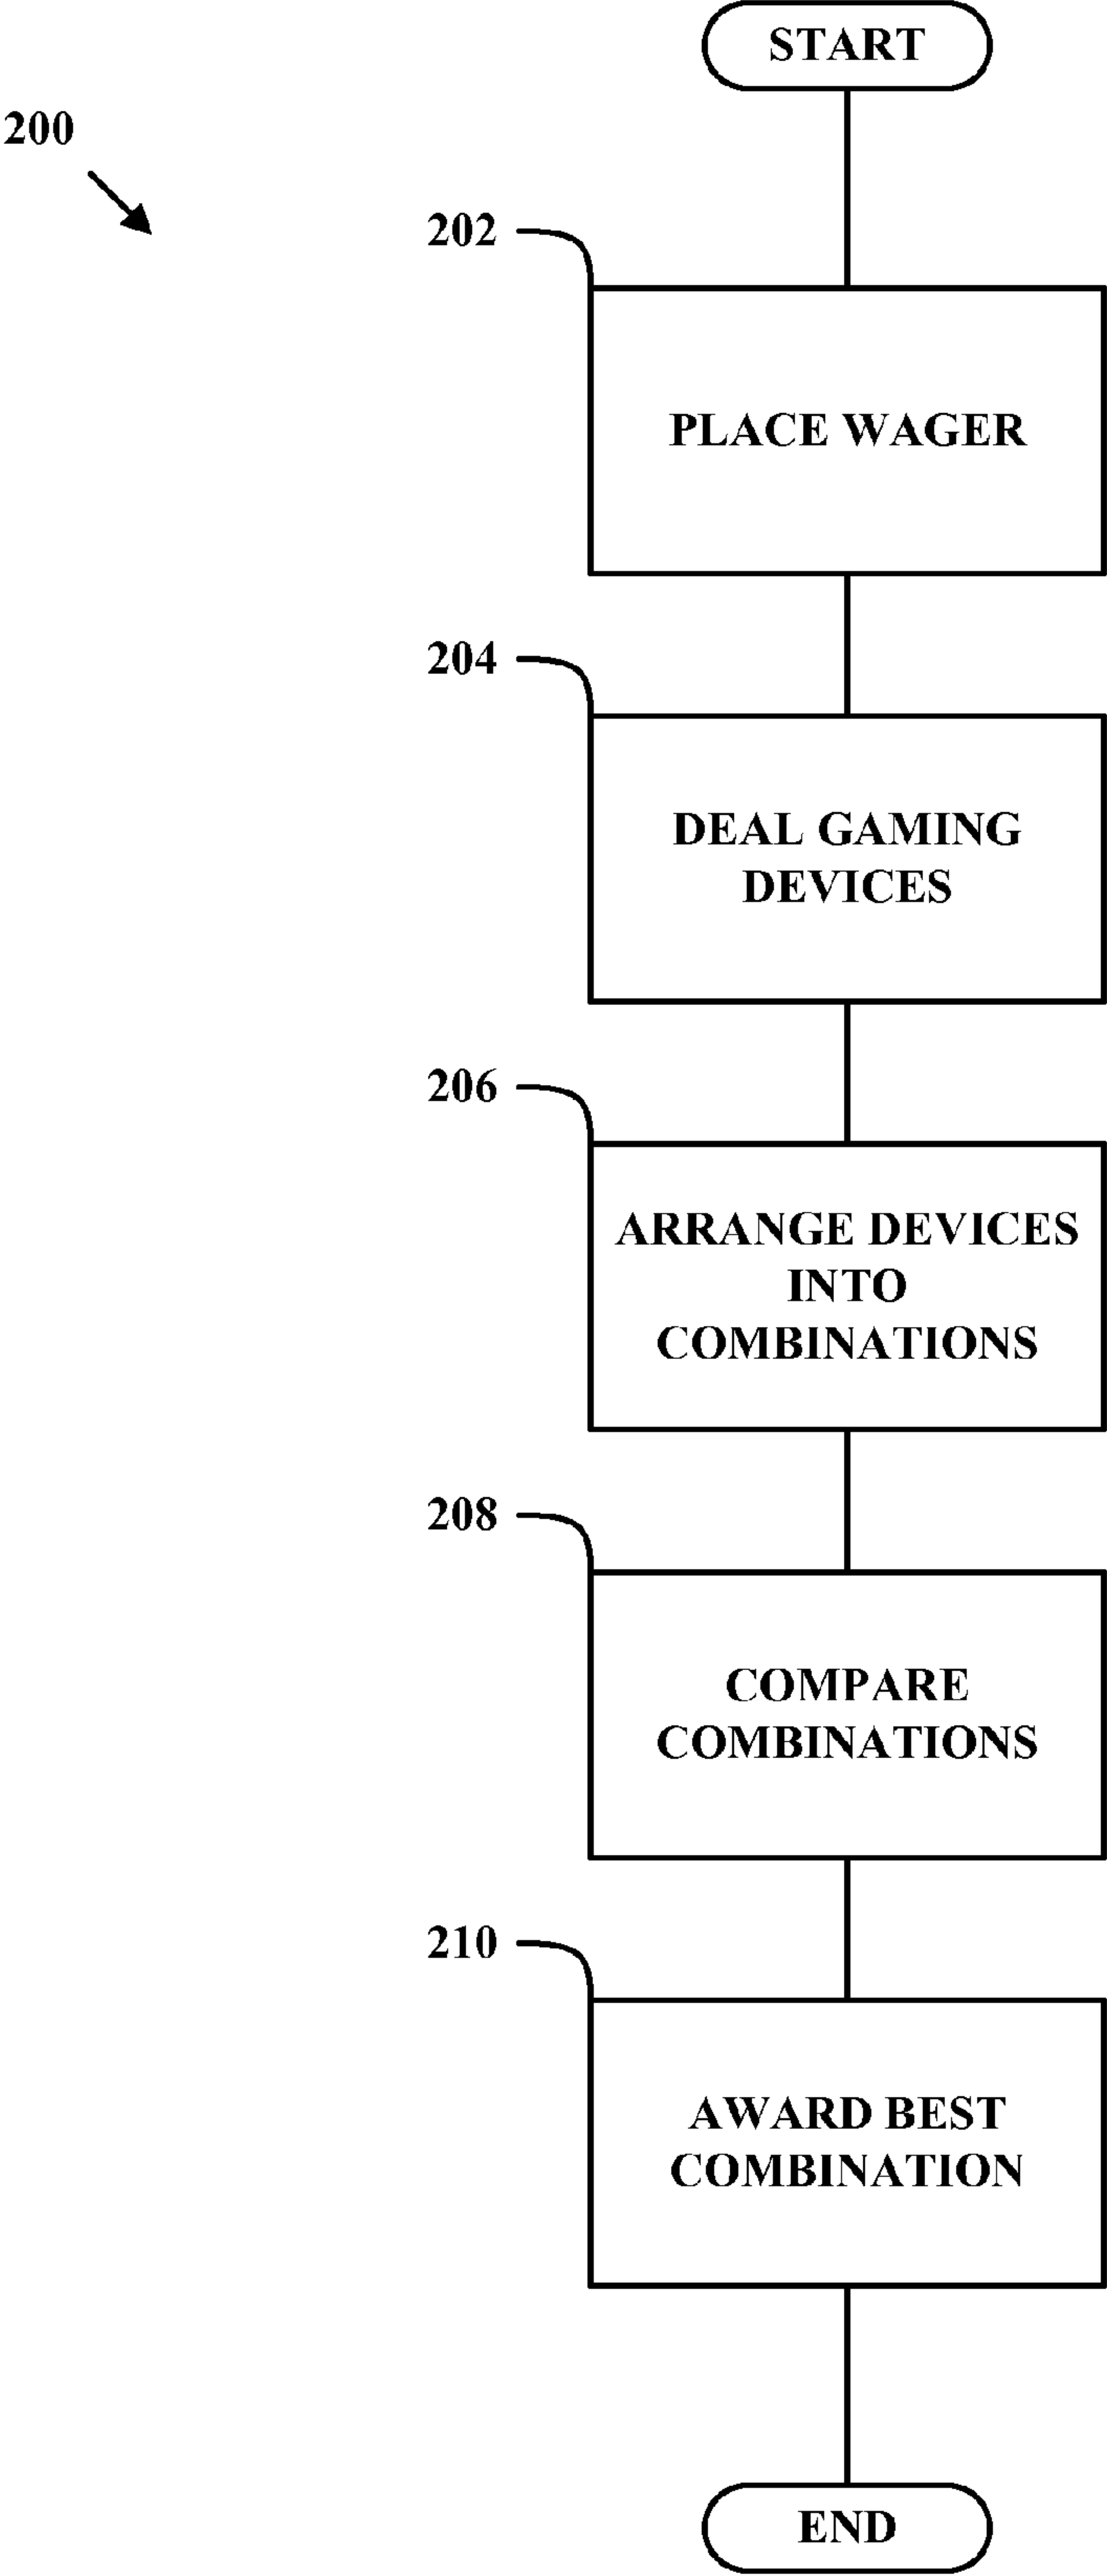 START
200
202
PLACE WAGER
204
DEAL GAMING
DEVICES
206
ARRANGE DEVICES
INTO
COMBINATIONS
208
COMPARE
COMBINATIONS
210
AWARD BEST
COMBINATION
END